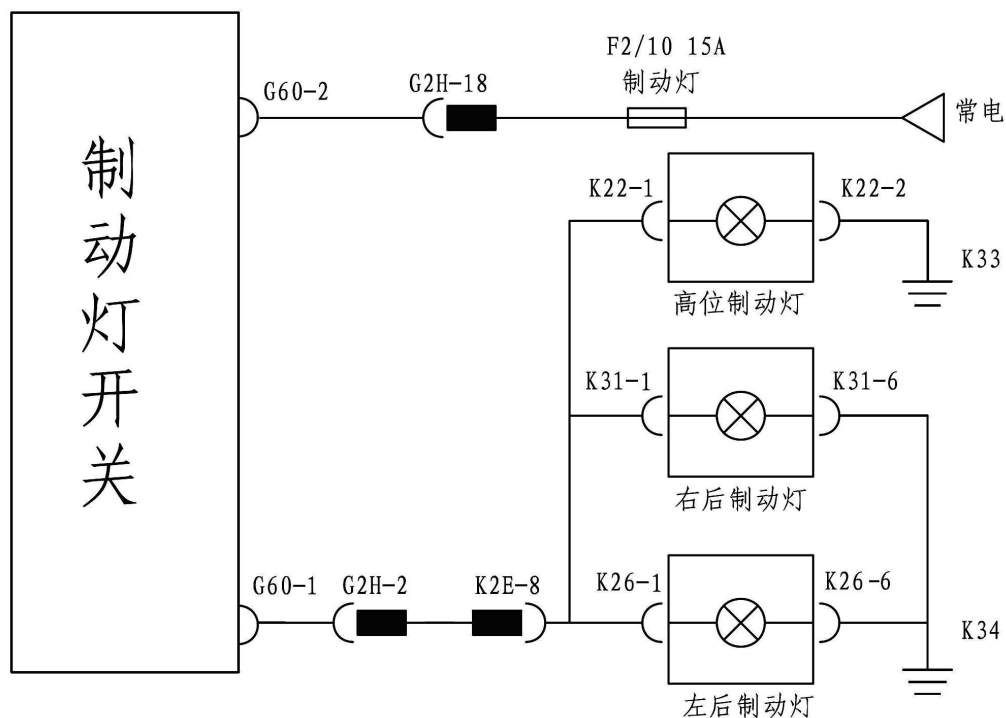 F2/10 15A
制动灯
G60-2
G2H-18
常电
K22-1
K22-2
K33
高位制动灯
制动灯开关
K31-1
K31-6
右后制动灯
G60-1
G2H-2
K2E-8
K26-1
K26-6
K34
左后制动灯